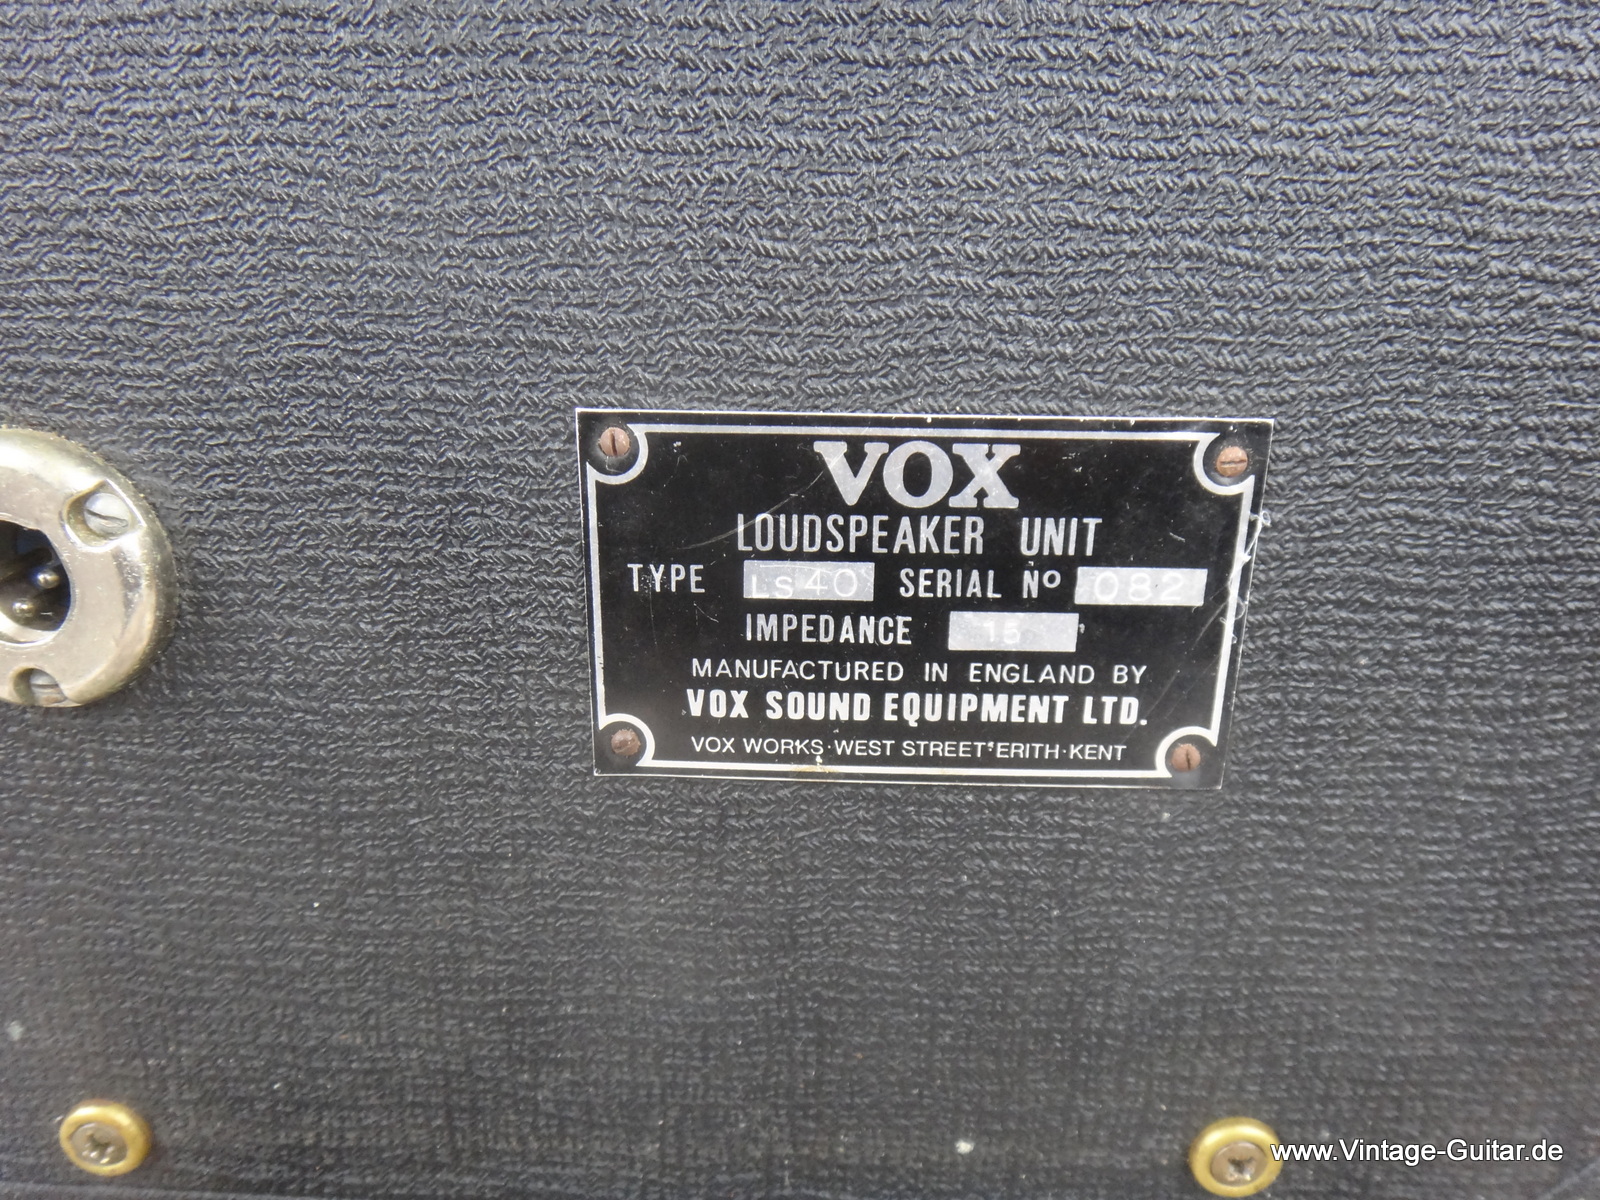 VOX
LOUDSPEAKER UNIT
TYPE LS40 SERIAL Nº 082
IMPEDANCE 15
MANUFACTURED IN ENGLAND BY
VOX SOUND EQUIPMENT LTD.
VOX WORKS·WEST STREET·ERITH·KENT
www.Vintage-Guitar.de